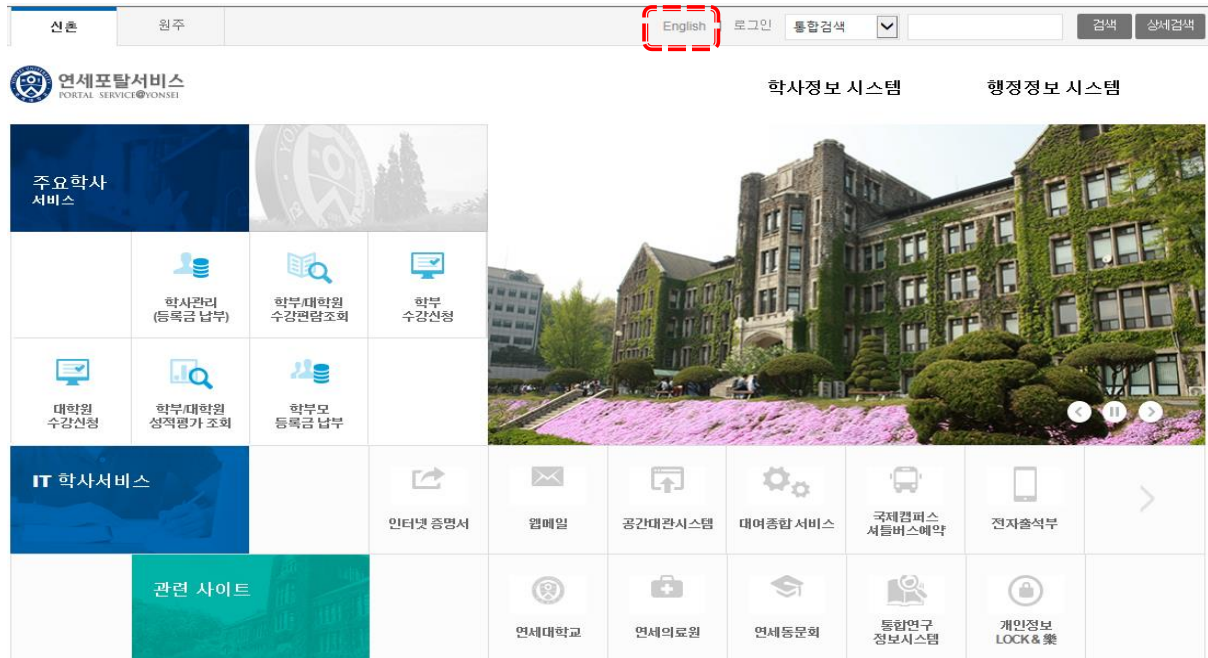 신촌
원주
English
로그인
통합검색
검색
상세검색
연세포탈서비스
PORTAL SERVICE@YONSEI
학사정보 시스템
행정정보 시스템
주요학사
서비스
학사관리
(등록금 납부)
학부/대학원
수강편람조회
학부
수강신청
대학원
수강신청
학부/대학원
성적평가 조회
학부모
등록금 납부
IT 학사서비스
인터넷 증명서
웹메일
공간대관시스템
대여종합 서비스
국제캠퍼스
셔틀버스예약
전자출석부
관련 사이트
연세대학교
연세의료원
연세동문회
통합연구
정보시스템
개인정보
LOCK & 樂